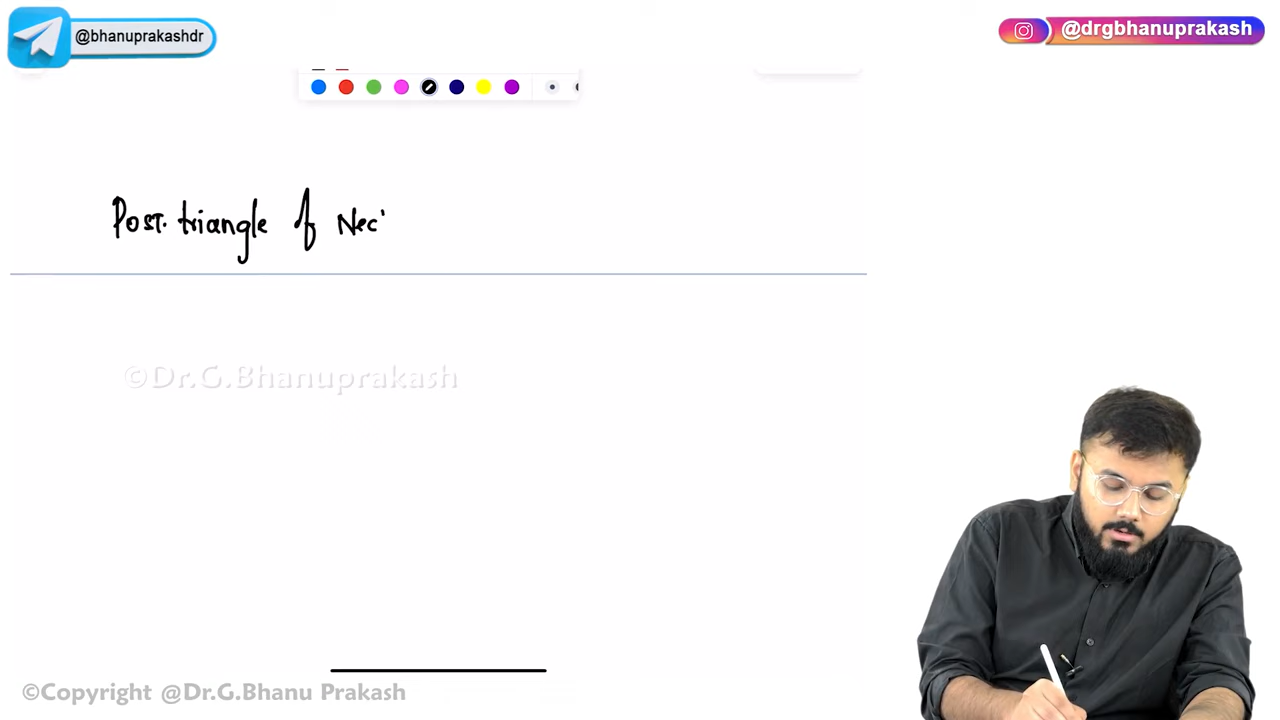 @bhanuprakashdr
@drgbhanuprakash
Post. triangle of Nec'
©Dr.G.Bhanuprakash
©Copyright @Dr.G.Bhanu Prakash